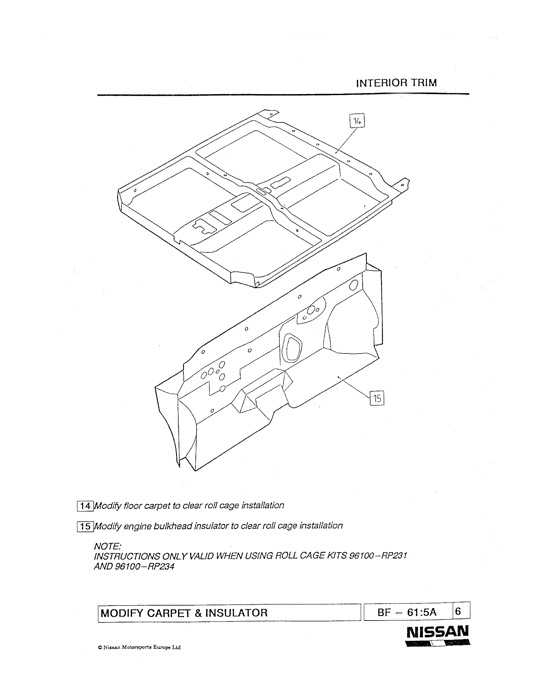 INTERIOR TRIM
14
15
14 Modify floor carpet to clear roll cage installation
15 Modify engine bulkhead insulator to clear roll cage installation
NOTE:
INSTRUCTIONS ONLY VALID WHEN USING ROLL CAGE KITS 96100-RP231
AND 96100-RP234
MODIFY CARPET & INSULATOR BF - 61:5A 6
NISSAN
© Nissan Motorsports Europe Ltd